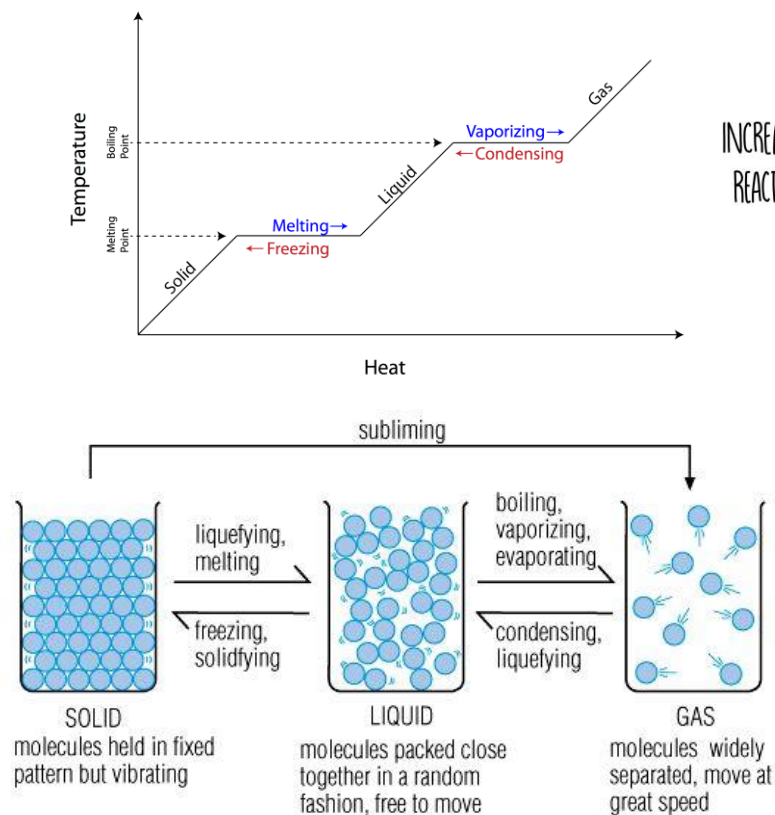 Temperature
Boiling
Point
Melting
Point
Solid
Melting→
←Freezing
Liquid
Vaporizing→
←Condensing
Gas
Heat
subliming
liquefying,
melting
freezing,
solidfying
boiling,
vaporizing,
evaporating
condensing,
liquefying
SOLID
molecules held in fixed
pattern but vibrating
LIQUID
molecules packed close
together in a random
fashion, free to move
GAS
molecules widely
separated, move at
great speed